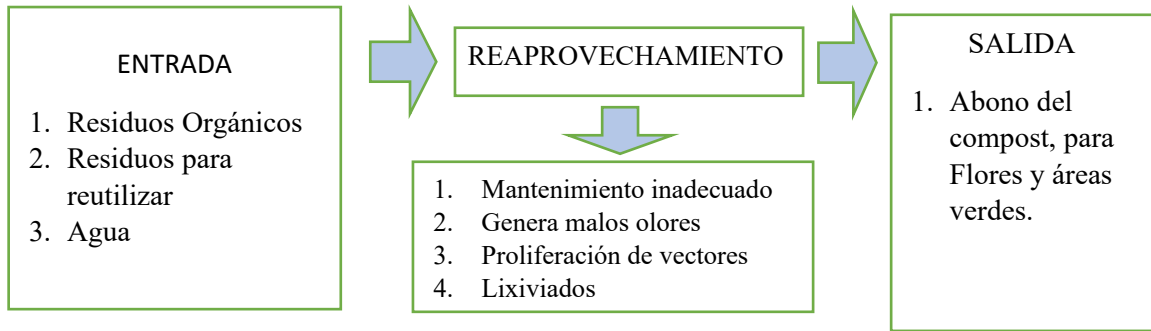 ENTRADA
1. Residuos Orgánicos
2. Residuos para
reutilizar
3. Agua
REAPROVECHAMIENTO
1. Mantenimiento inadecuado
2. Genera malos olores
3. Proliferación de vectores
4. Lixiviados
SALIDA
1. Abono del
compost, para
Flores y áreas
verdes.